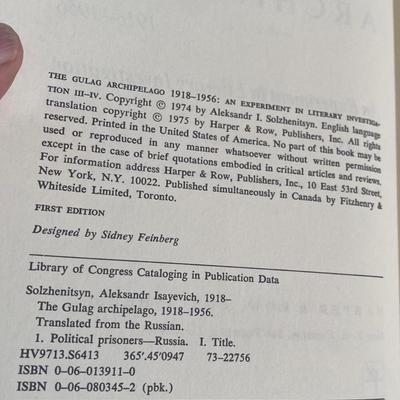 THE GULAG ARCHIPELAGO 1918–1956: AN EXPERIMENT IN LITERARY INVESTIGA-
TION III–IV. Copyright © 1974 by Aleksandr I. Solzhenitsyn. English language
translation copyright © 1975 by Harper & Row, Publishers, Inc. All rights
reserved. Printed in the United States of America. No part of this book may be
used or reproduced in any manner whatsoever without written permission
except in the case of brief quotations embodied in critical articles and reviews.
For information address Harper & Row, Publishers, Inc., 10 East 53rd Street,
New York, N.Y. 10022. Published simultaneously in Canada by Fitzhenry &
Whiteside Limited, Toronto.
FIRST EDITION
Designed by Sidney Feinberg
Library of Congress Cataloging in Publication Data
Solzhenitsyn, Aleksandr Isayevich, 1918–
The Gulag archipelago, 1918–1956.
Translated from the Russian.
1. Political prisoners—Russia. I. Title.
HV9713.S6413 365'.45'0947 73-22756
ISBN 0-06-013911-0
ISBN 0-06-080345-2 (pbk.)